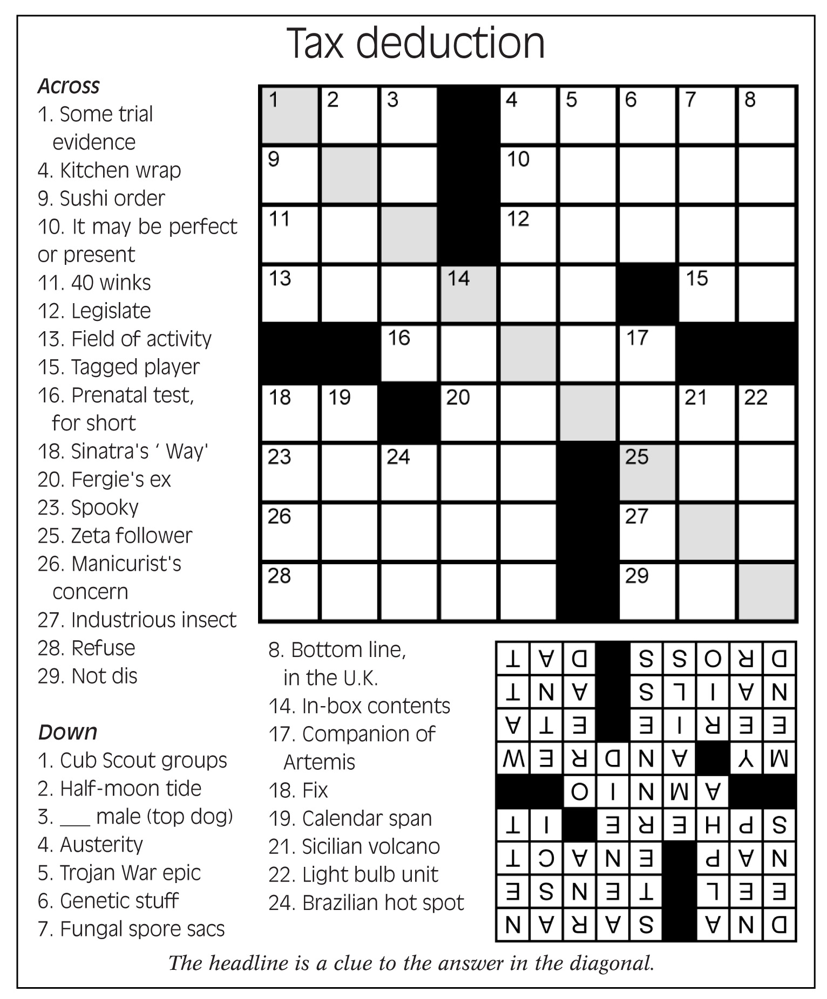 Tax deduction
Across
1. Some trial
evidence
4. Kitchen wrap
9. Sushi order
10. It may be perfect
or present
11. 40 winks
12. Legislate
13. Field of activity
15. Tagged player
16. Prenatal test,
for short
18. Sinatra's ‘ Way'
20. Fergie's ex
23. Spooky
25. Zeta follower
26. Manicurist's
concern
27. Industrious insect
28. Refuse
29. Not dis
Down
1. Cub Scout groups
2. Half-moon tide
3. ___ male (top dog)
4. Austerity
5. Trojan War epic
6. Genetic stuff
7. Fungal spore sacs
8. Bottom line,
in the U.K.
14. In-box contents
17. Companion of
Artemis
18. Fix
19. Calendar span
21. Sicilian volcano
22. Light bulb unit
24. Brazilian hot spot
1 2 3 4 5 6 7 8
9 10
11 12
13 14 15
16 17
18 19 20 21 22
23 24 25
26 27
28 29
D N A S A R A N
E E L T E N S E
N A P E N A C T
S P H E R E I T
A M N I O
M Y A N D R E W
E E R I E E T A
N A I L S A N T
D R O S S D A T
The headline is a clue to the answer in the diagonal.